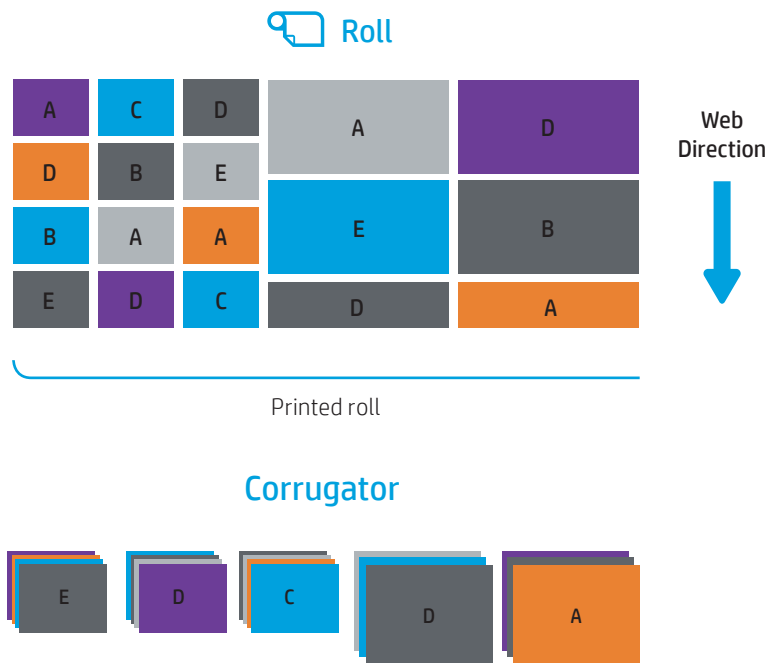 Roll
A C D A D
Web
Direction
D B E
B A A E B
E D C D A
Printed roll
Corrugator
E D C D A